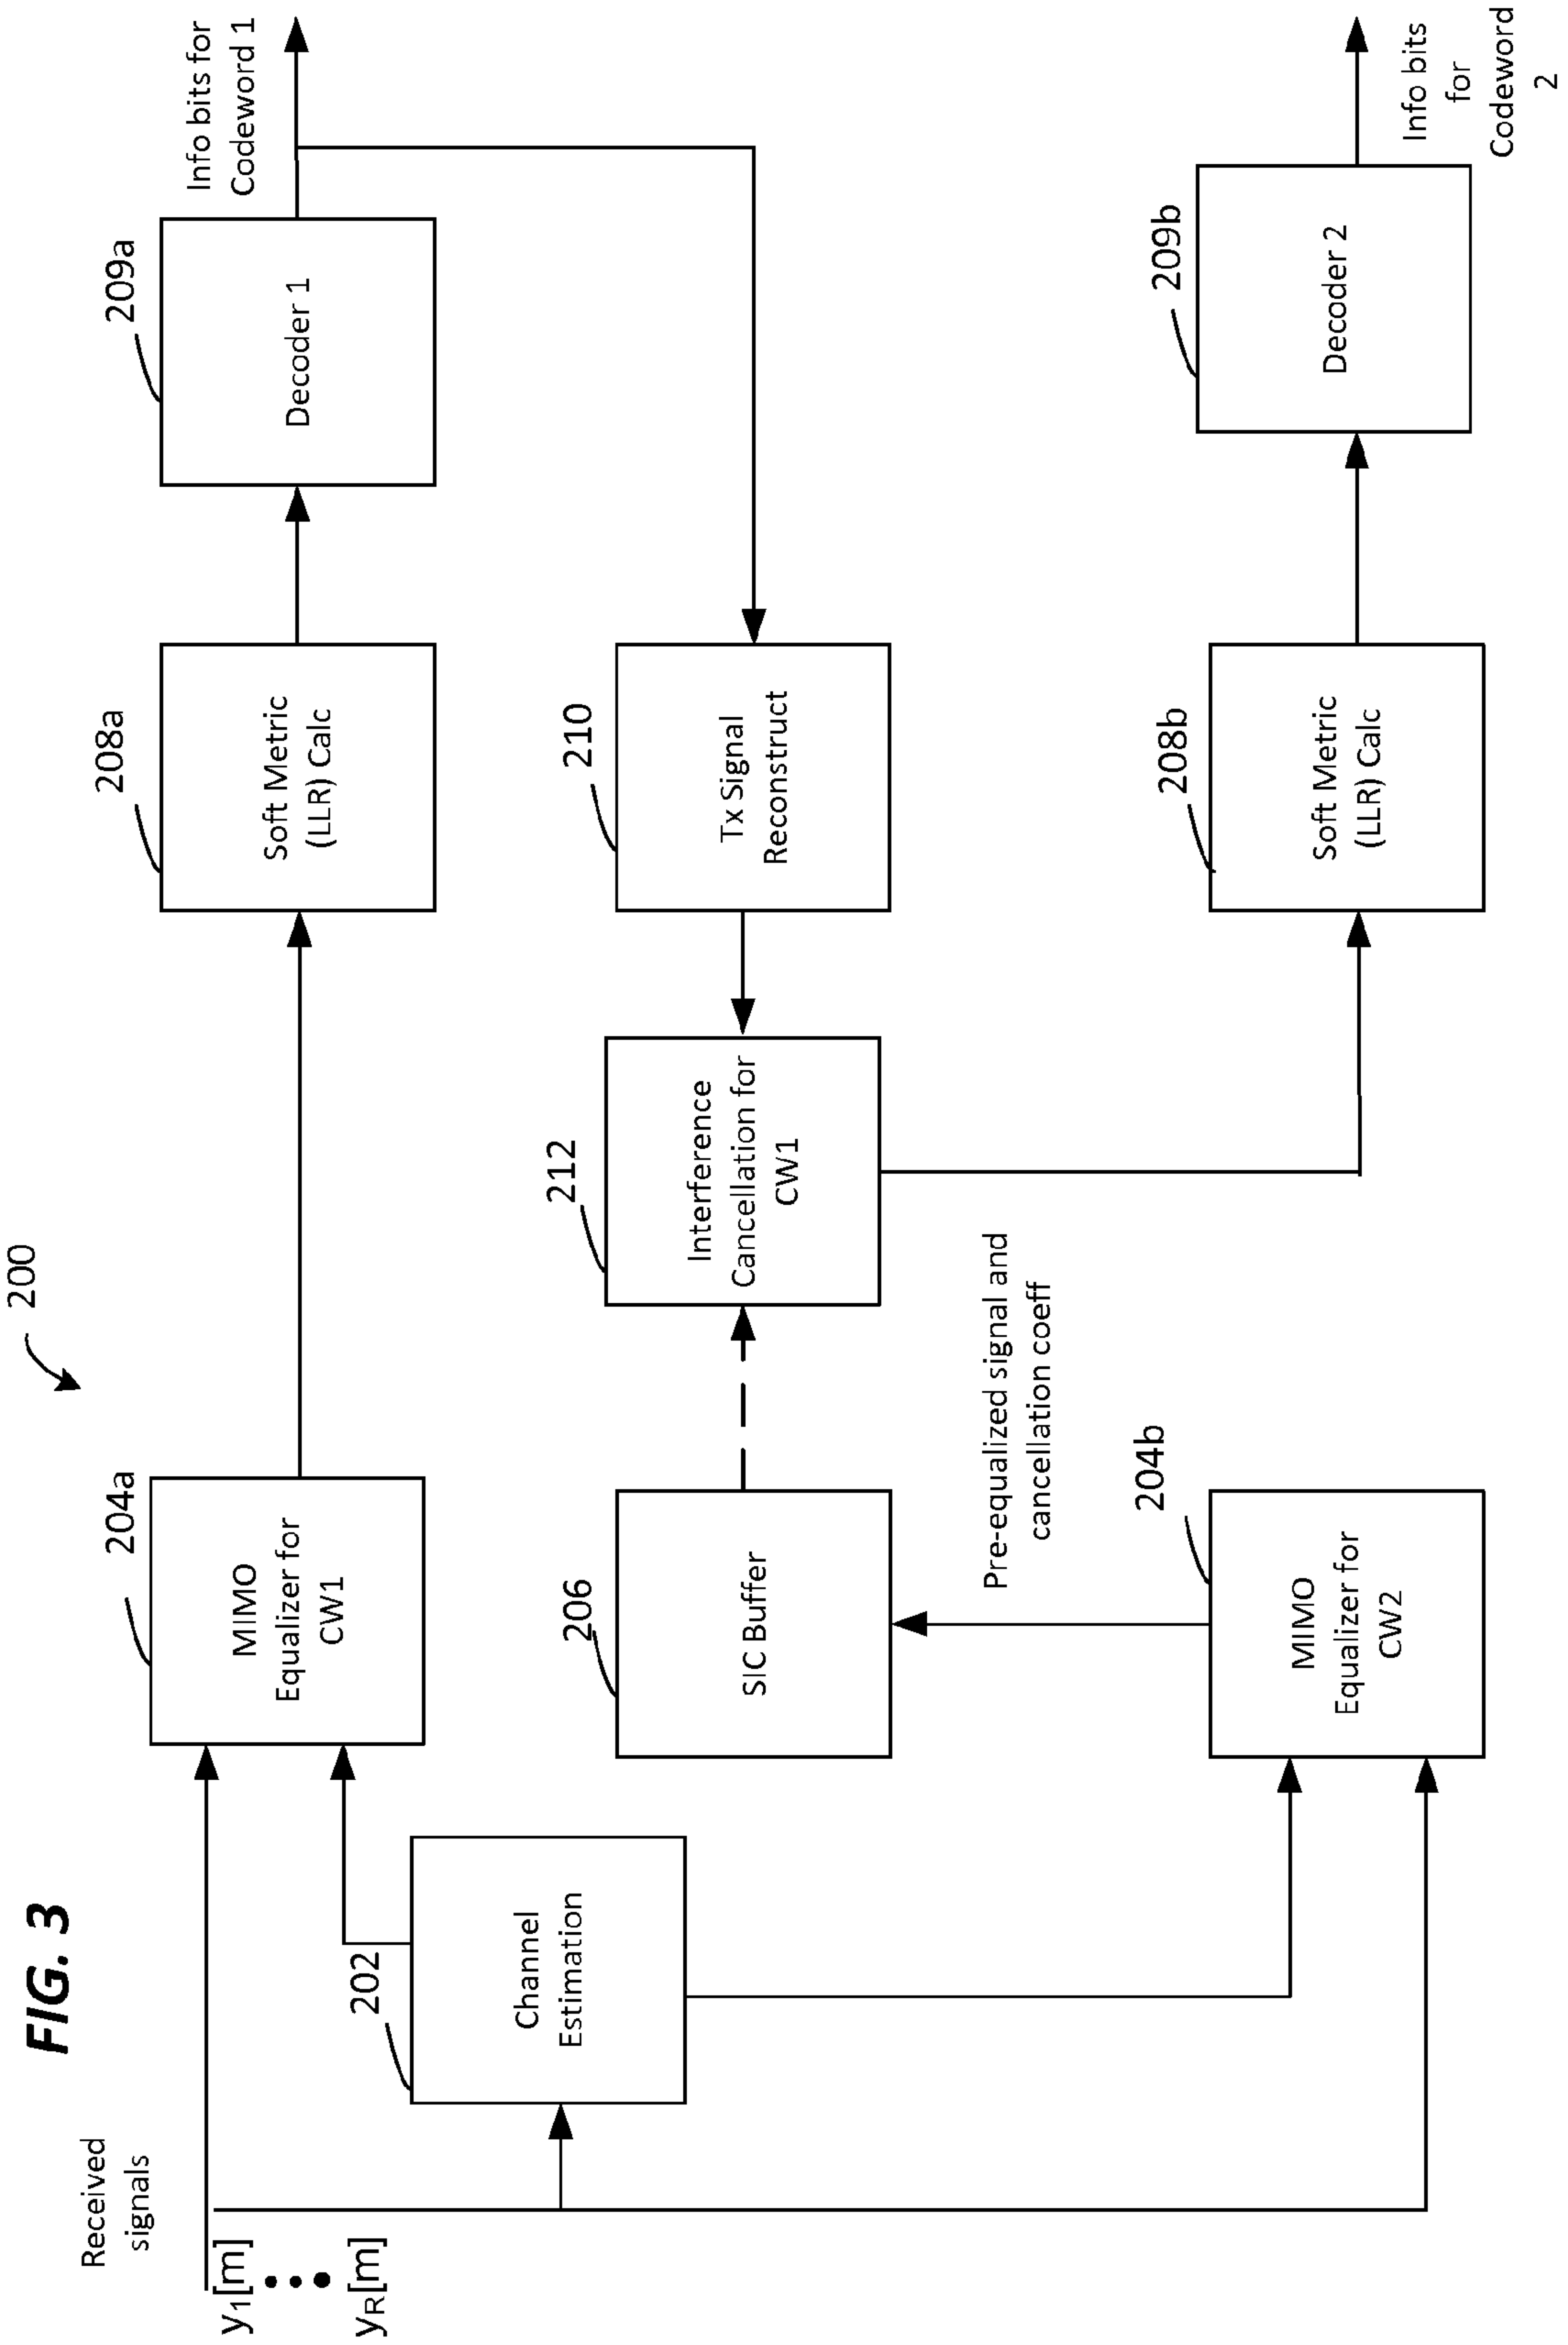 FIG. 3
200
Received
signals
y1[m]
yR[m]
202
Channel
Estimation
204a
MIMO
Equalizer for
CW1
208a
Soft Metric
(LLR) Calc
209a
Decoder 1
Info bits for
Codeword 1
206
SIC Buffer
212
Interference
Cancellation for
CW1
210
Tx Signal
Reconstruct
Pre-equalized signal and
cancellation coeff
204b
MIMO
Equalizer for
CW2
208b
Soft Metric
(LLR) Calc
209b
Decoder 2
Info bits
for
Codeword
2